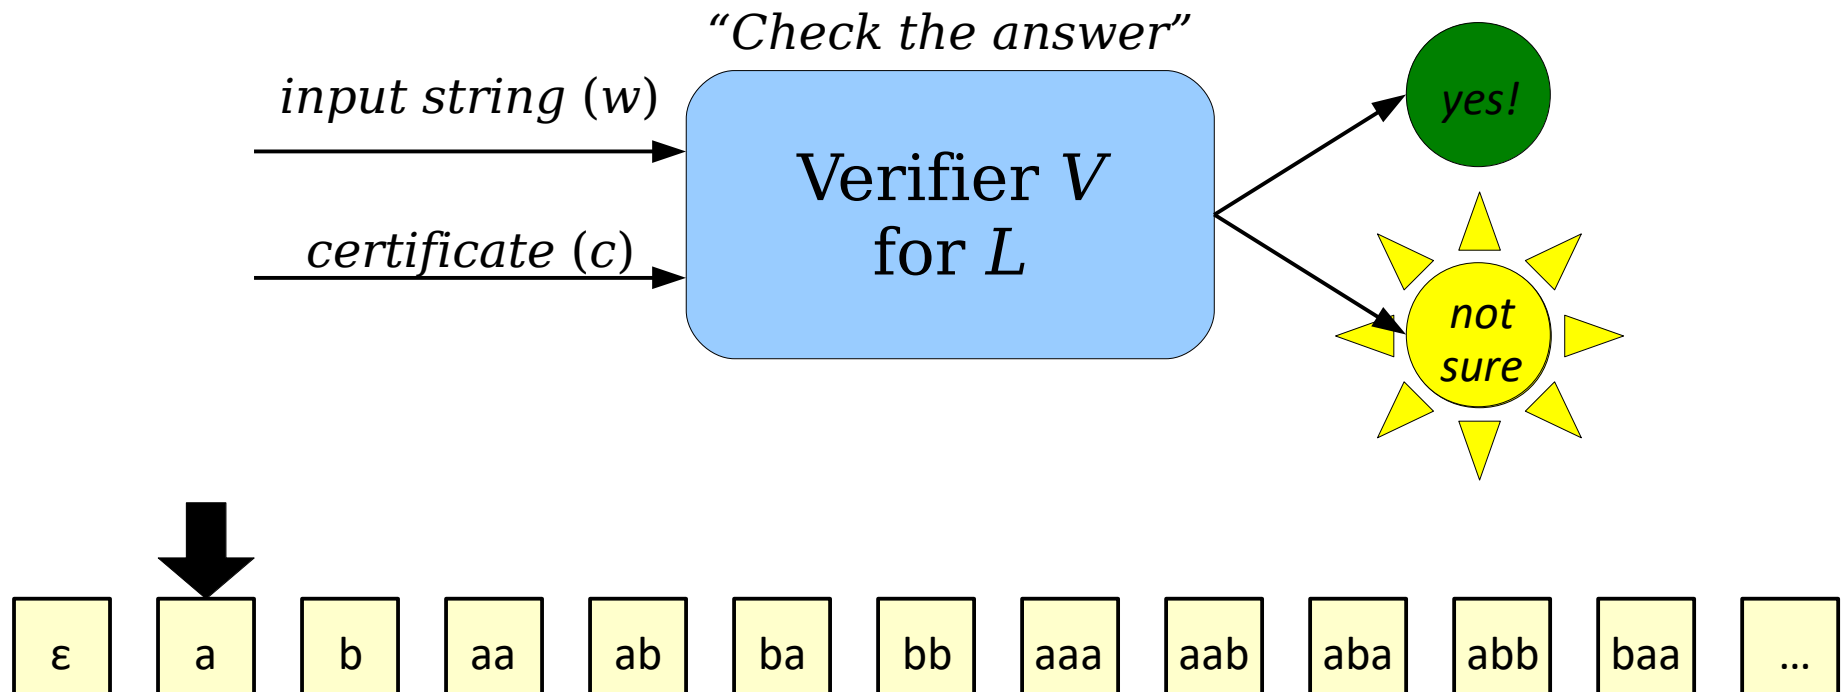 “Check the answer”
input string (w)
certificate (c)
Verifier V
for L
yes!
not
sure
ε a b aa ab ba bb aaa aab aba abb baa ...